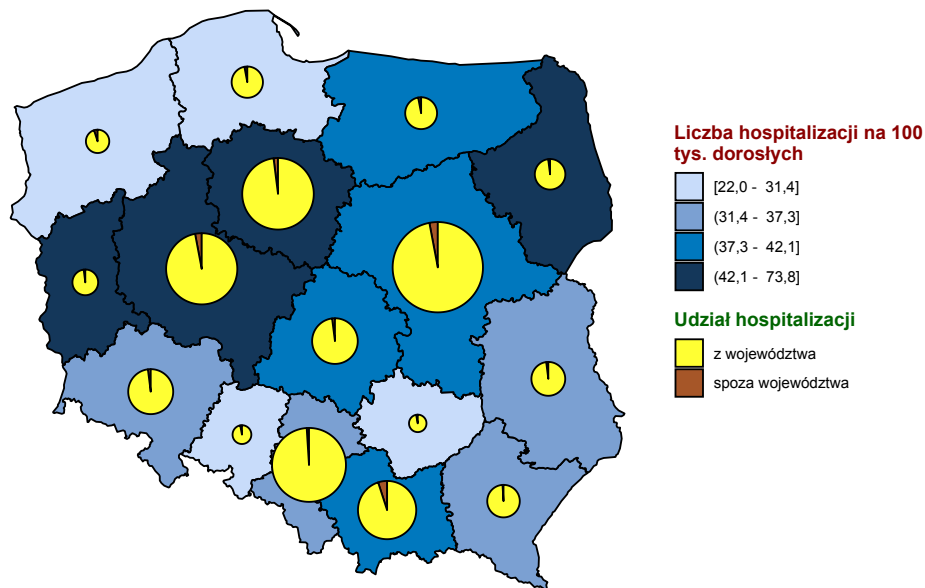 Liczba hospitalizacji na 100
tys. dorosłych
[22,0 - 31,4]
(31,4 - 37,3]
(37,3 - 42,1]
(42,1 - 73,8]
Udział hospitalizacji
z województwa
spoza województwa